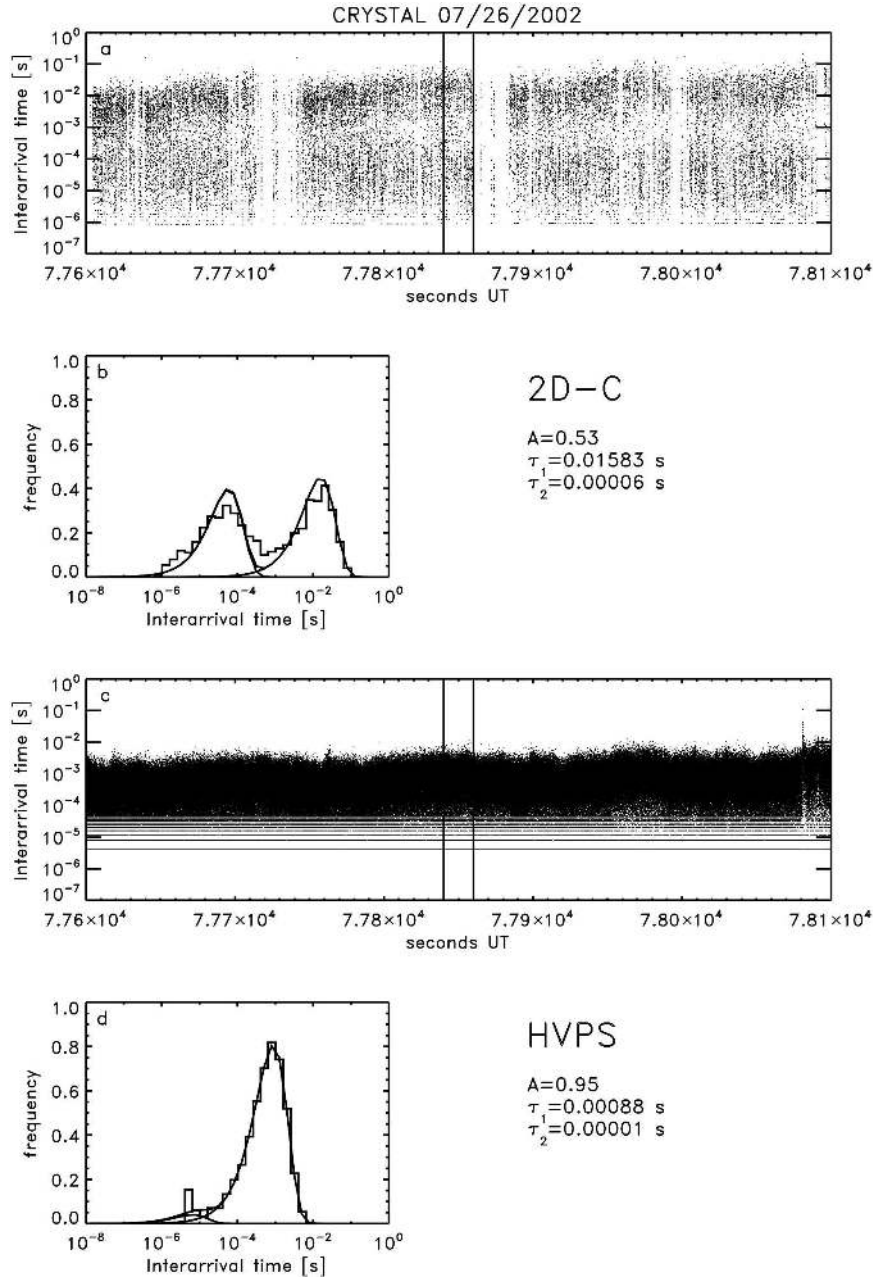 CRYSTAL 07/26/2002
a
Interarrival time [s]
10⁰
10⁻¹
10⁻²
10⁻³
10⁻⁴
10⁻⁵
10⁻⁶
10⁻⁷
7.76×10⁴ 7.77×10⁴ 7.78×10⁴ 7.79×10⁴ 7.80×10⁴ 7.81×10⁴
seconds UT
b
frequency
1.0
0.8
0.6
0.4
0.2
0.0
10⁻⁸ 10⁻⁶ 10⁻⁴ 10⁻² 10⁰
Interarrival time [s]
2D-C
A=0.53
τ₁=0.01583 s
τ₂=0.00006 s
c
Interarrival time [s]
10⁰
10⁻¹
10⁻²
10⁻³
10⁻⁴
10⁻⁵
10⁻⁶
10⁻⁷
7.76×10⁴ 7.77×10⁴ 7.78×10⁴ 7.79×10⁴ 7.80×10⁴ 7.81×10⁴
seconds UT
d
frequency
1.0
0.8
0.6
0.4
0.2
0.0
10⁻⁸ 10⁻⁶ 10⁻⁴ 10⁻² 10⁰
Interarrival time [s]
HVPS
A=0.95
τ₁=0.00088 s
τ₂=0.00001 s